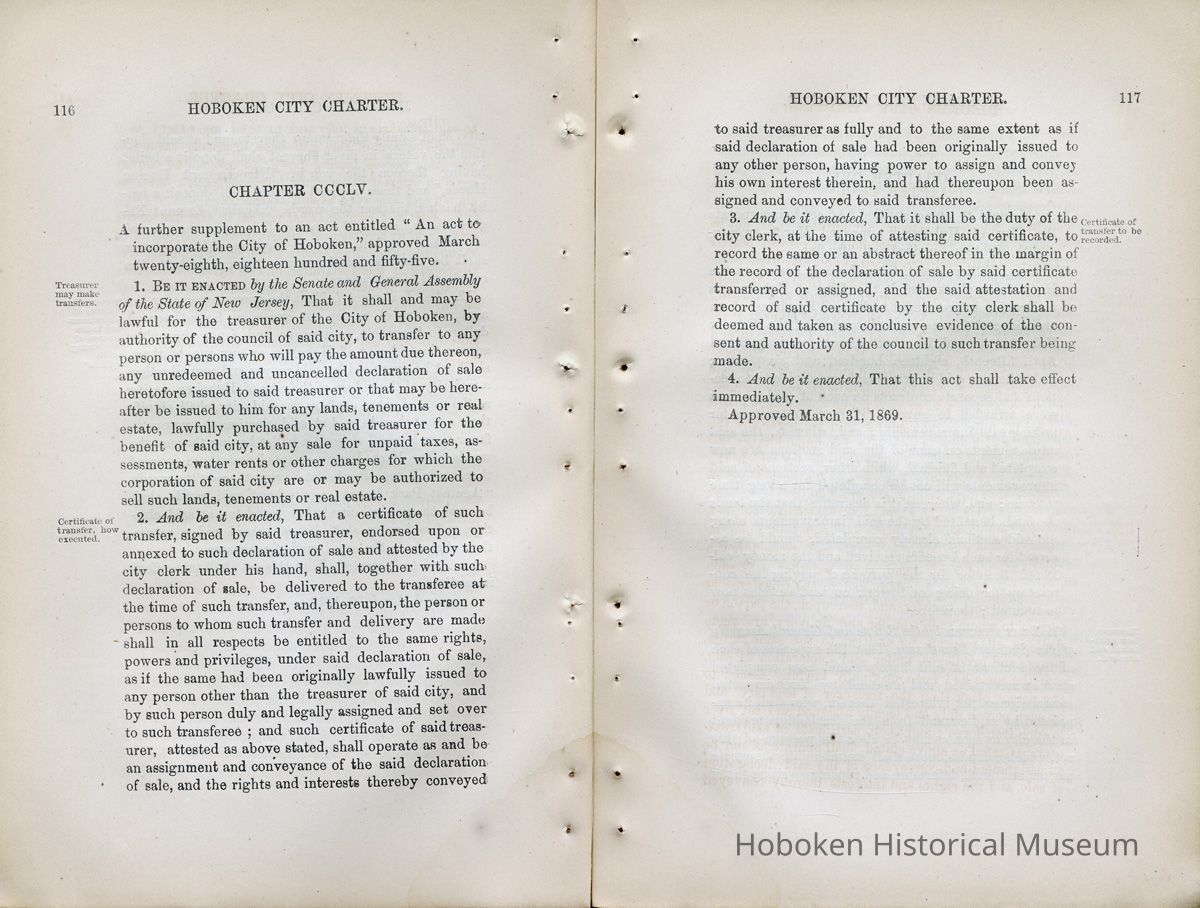 116
HOBOKEN CITY CHARTER.
CHAPTER CCCLV.
A further supplement to an act entitled “ An act to
incorporate the City of Hoboken,” approved March
twenty-eighth, eighteen hundred and fifty-five.
Treasurer
may make
transfers.
1. BE IT ENACTED by the Senate and General Assembly
of the State of New Jersey, That it shall and may be
lawful for the treasurer of the City of Hoboken, by
authority of the council of said city, to transfer to any
person or persons who will pay the amount due thereon,
any unredeemed and uncancelled declaration of sale
heretofore issued to said treasurer or that may be here-
after be issued to him for any lands, tenements or real
estate, lawfully purchased by said treasurer for the
benefit of said city, at any sale for unpaid taxes, as-
sessments, water rents or other charges for which the
corporation of said city are or may be authorized to
sell such lands, tenements or real estate.
Certificate of
transfer, how
executed.
2. And be it enacted, That a certificate of such
transfer, signed by said treasurer, endorsed upon or
annexed to such declaration of sale and attested by the
city clerk under his hand, shall, together with such
declaration of sale, be delivered to the transferee at
the time of such transfer, and, thereupon, the person or
persons to whom such transfer and delivery are made
shall in all respects be entitled to the same rights,
powers and privileges, under said declaration of sale,
as if the same had been originally lawfully issued to
any person other than the treasurer of said city, and
by such person duly and legally assigned and set over
to such transferee ; and such certificate of said treas-
urer, attested as above stated, shall operate as and be
an assignment and conveyance of the said declaration
of sale, and the rights and interests thereby conveyed
HOBOKEN CITY CHARTER.
117
to said treasurer as fully and to the same extent as if
said declaration of sale had been originally issued to
any other person, having power to assign and convey
his own interest therein, and had thereupon been as-
signed and conveyed to said transferee.
3. And be it enacted, That it shall be the duty of the
city clerk, at the time of attesting said certificate, to
record the same or an abstract thereof in the margin of
the record of the declaration of sale by said certificate
transferred or assigned, and the said attestation and
record of said certificate by the city clerk shall be
deemed and taken as conclusive evidence of the con-
sent and authority of the council to such transfer being
made.
Certificate of
transfer to be
recorded.
4. And be it enacted, That this act shall take effect
immediately.
Approved March 31, 1869.
Hoboken Historical Museum